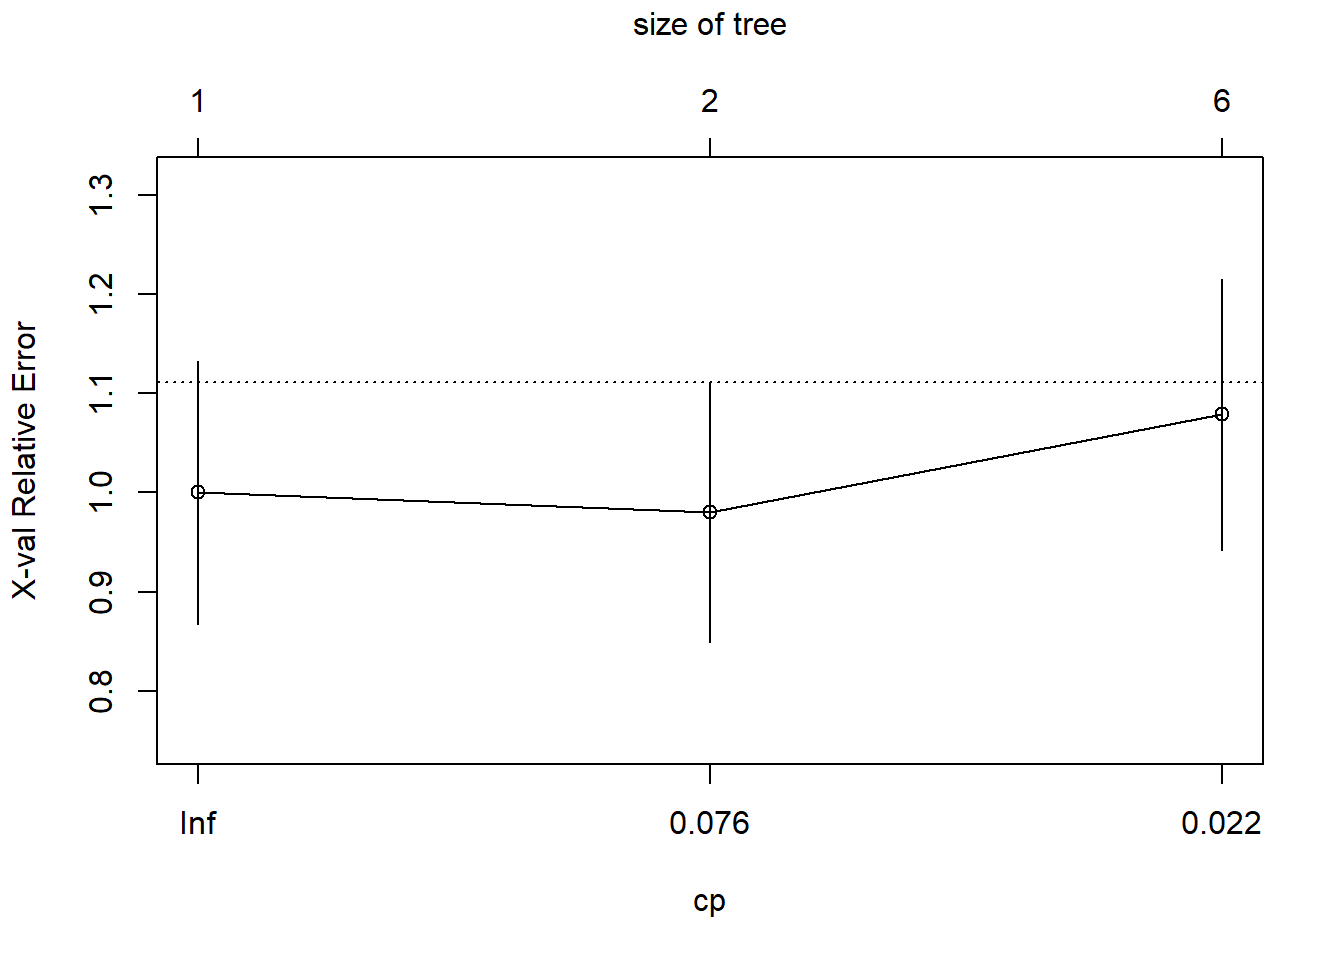 size of tree
1 2 6
1.3
1.2
1.1
1.0
0.9
0.8
X-val Relative Error
Inf 0.076 0.022
cp